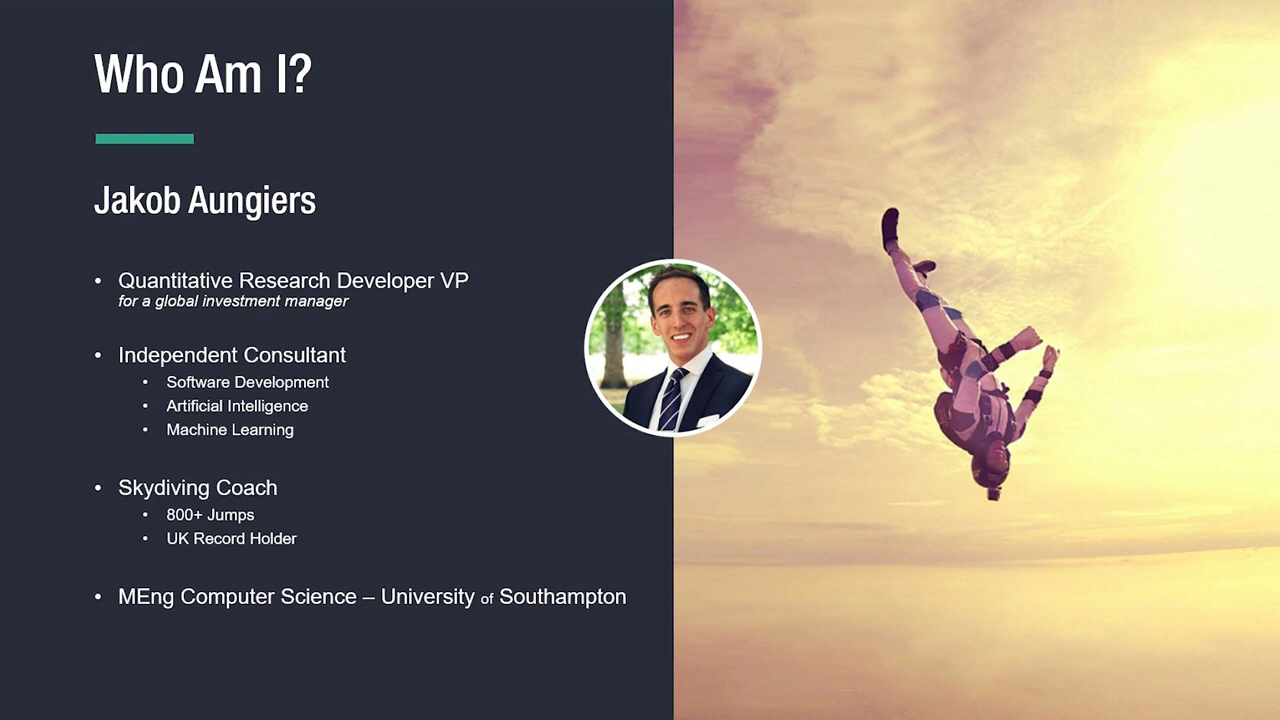 Who Am I?
Jakob Aungiers
• Quantitative Research Developer VP
for a global investment manager
• Independent Consultant
• Software Development
• Artificial Intelligence
• Machine Learning
• Skydiving Coach
• 800+ Jumps
• UK Record Holder
• MEng Computer Science – University of Southampton